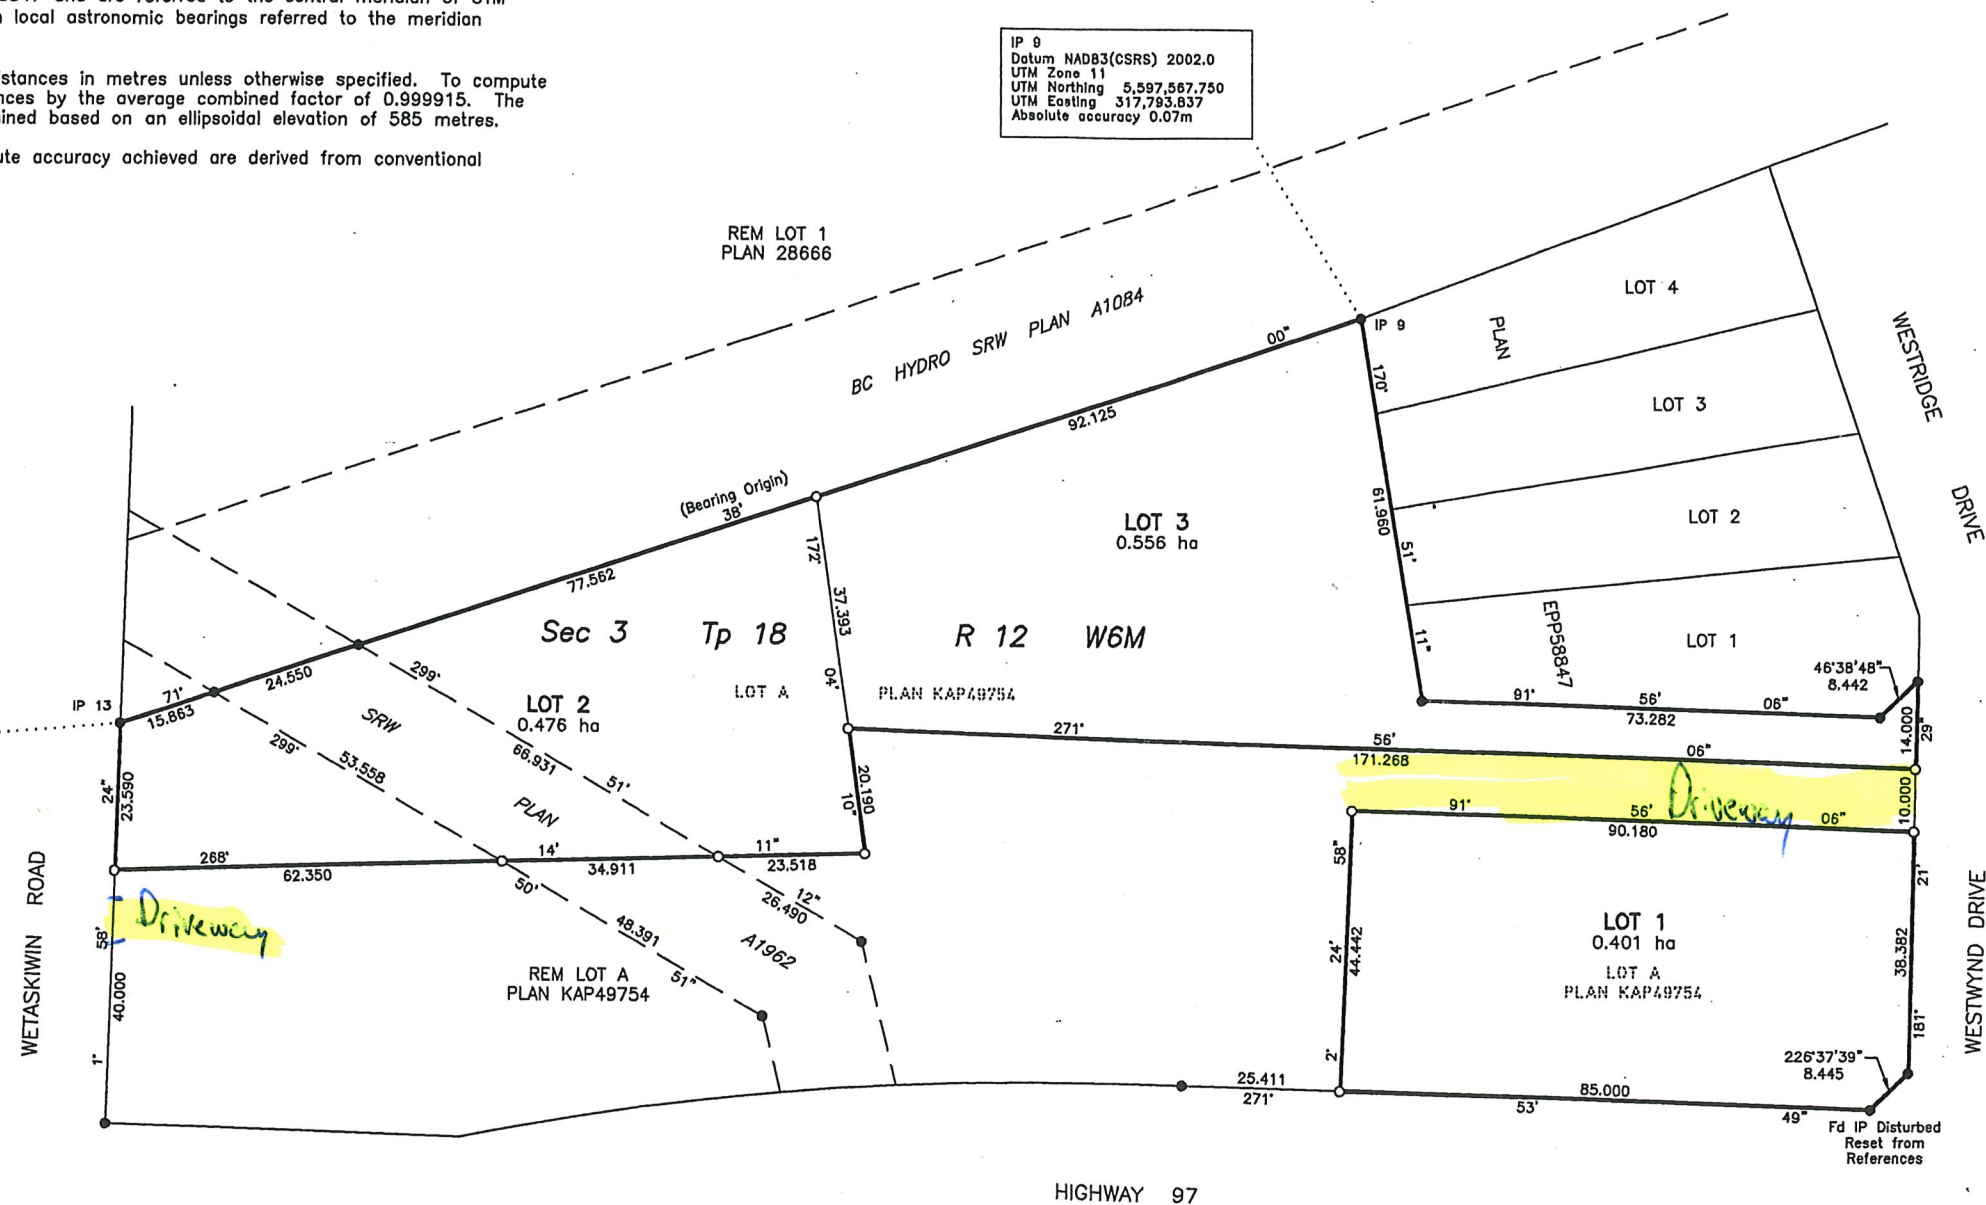 n local astronomic bearings referred to the meridian
stances in metres unless otherwise specified. To compute
nces by the average combined factor of 0.999915. The
ined based on an ellipsoidal elevation of 585 metres.
ute accuracy achieved are derived from conventional
IP 9
Datum NAD83(CSRS) 2002.0
UTM Zone 11
UTM Northing 5,597,567.750
UTM Easting 317,793.837
Absolute accuracy 0.07m
REM LOT 1
PLAN 28666
BC HYDRO SRW PLAN A1084
00"
IP 9
LOT 4
PLAN
WESTRIDGE
DRIVE
170°
LOT 3
92.125
(Bearing Origin)
38'
61.960
51'
LOT 2
172°
LOT 3
0.556 ha
77.562
37.393
Sec 3 Tp 18 R 12 W6M
11"
EPP58847
LOT 1
46°38'48"
8.442
299°
04'
LOT A
PLAN KAP49754
24.550
71'
15.863
IP 13
LOT 2
0.476 ha
SRW
91°
56'
06"
73.282
14.000
29"
271°
56'
06"
171.268
299°
53.558
66.931
51'
24"
23.590
20.190
10"
PLAN
Driveway
91°
56'
06"
90.180
10.000
268°
14'
11"
62.350
34.911
23.518
58"
21'
50'
12"
26.490
Driveway
58'
48.391
A1962
51"
LOT 1
0.401 ha
LOT A
PLAN KAP49754
24'
44.442
38.382
REM LOT A
PLAN KAP49754
40.000
WETASKIWIN ROAD
WESTWYND DRIVE
1°
2°
181°
226°37'39"
8.445
25.411
271°
85.000
53'
49"
Fd IP Disturbed
Reset from
References
HIGHWAY 97